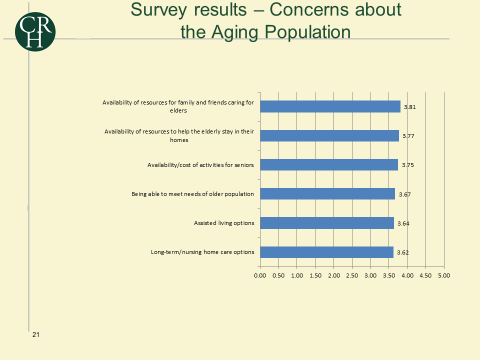 CR
H
Survey results – Concerns about
the Aging Population
Availability of resources for family and friends caring for
elders
3.81
Availability of resources to help the elderly stay in their
homes
3.77
Availability/cost of activities for seniors
3.75
Being able to meet needs of older population
3.67
Assisted living options
3.64
Long-term/nursing home care options
3.62
0.00 0.50 1.00 1.50 2.00 2.50 3.00 3.50 4.00 4.50 5.00
21